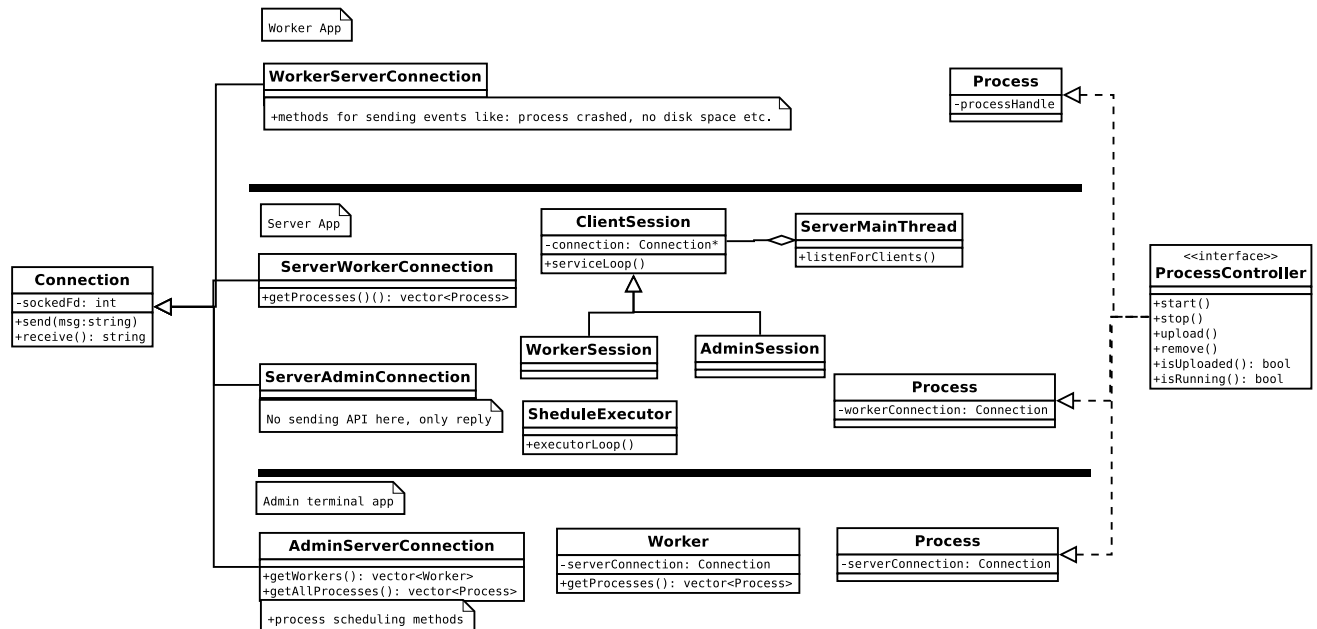 Worker App
WorkerServerConnection
+methods for sending events like: process crashed, no disk space etc.
Process
-processHandle
Server App
ClientSession
-connection: Connection*
+serviceLoop()
ServerMainThread
+listenForClients()
<<interface>>
ProcessController
+start()
+stop()
+upload()
+remove()
+isUploaded(): bool
+isRunning(): bool
Connection
-sockedFd: int
+send(msg:string)
+receive(): string
ServerWorkerConnection
+getProcesses()(): vector<Process>
WorkerSession
AdminSession
ServerAdminConnection
No sending API here, only reply
SheduleExecutor
+executorLoop()
Process
-workerConnection: Connection
Admin terminal app
AdminServerConnection
+getWorkers(): vector<Worker>
+getAllProcesses(): vector<Process>
+process scheduling methods
Worker
-serverConnection: Connection
+getProcesses(): vector<Process>
Process
-serverConnection: Connection